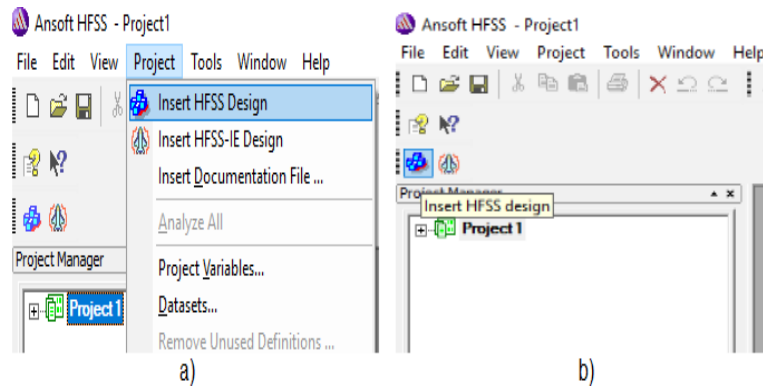 Ansoft HFSS - Project1
File Edit View Project Tools Window Help
Insert HFSS Design
Insert HFSS-IE Design
Insert Documentation File ...
Analyze All
Project Variables...
Datasets...
Remove Unused Definitions ...
Project Manager
Project1
a)
Ansoft HFSS - Project1
File Edit View Project Tools Window Help
Project Manager
Insert HFSS design
Project1
b)